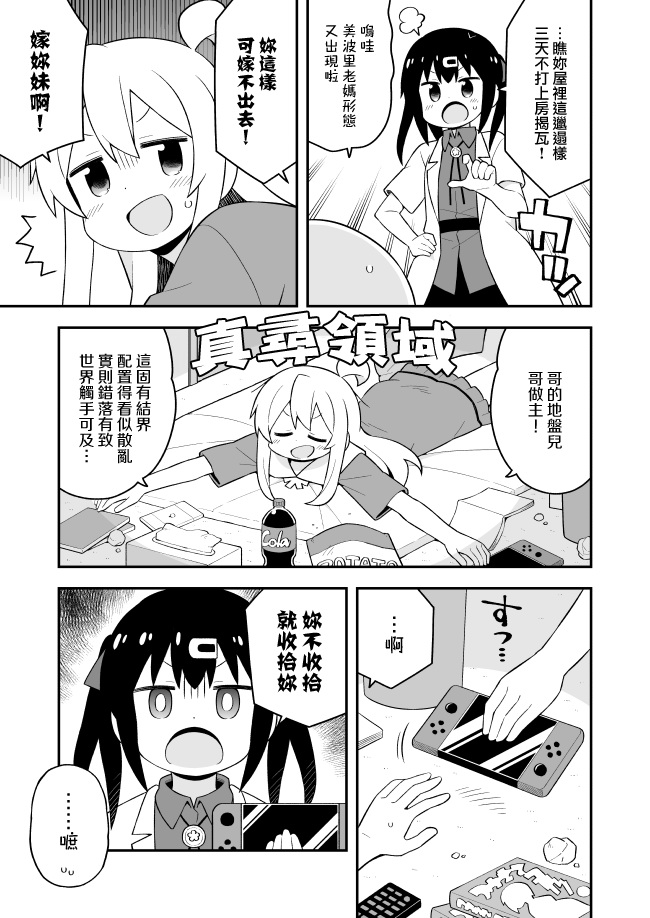 …瞧妳屋裡這邋遢樣
三天不打上房揭瓦！
嗚哇
美波里老媽形態
又出現啦
カッ
妳這樣
可嫁不出去！
嫁妳妹啊！
真尋領域
哥的地盤兒
哥做主！
這固有結界
配置得看似散亂
實則錯落有致
世界觸手可及…
Cola
POTATO
すっ…
…啊
妳不收拾
就收拾妳
……嗻